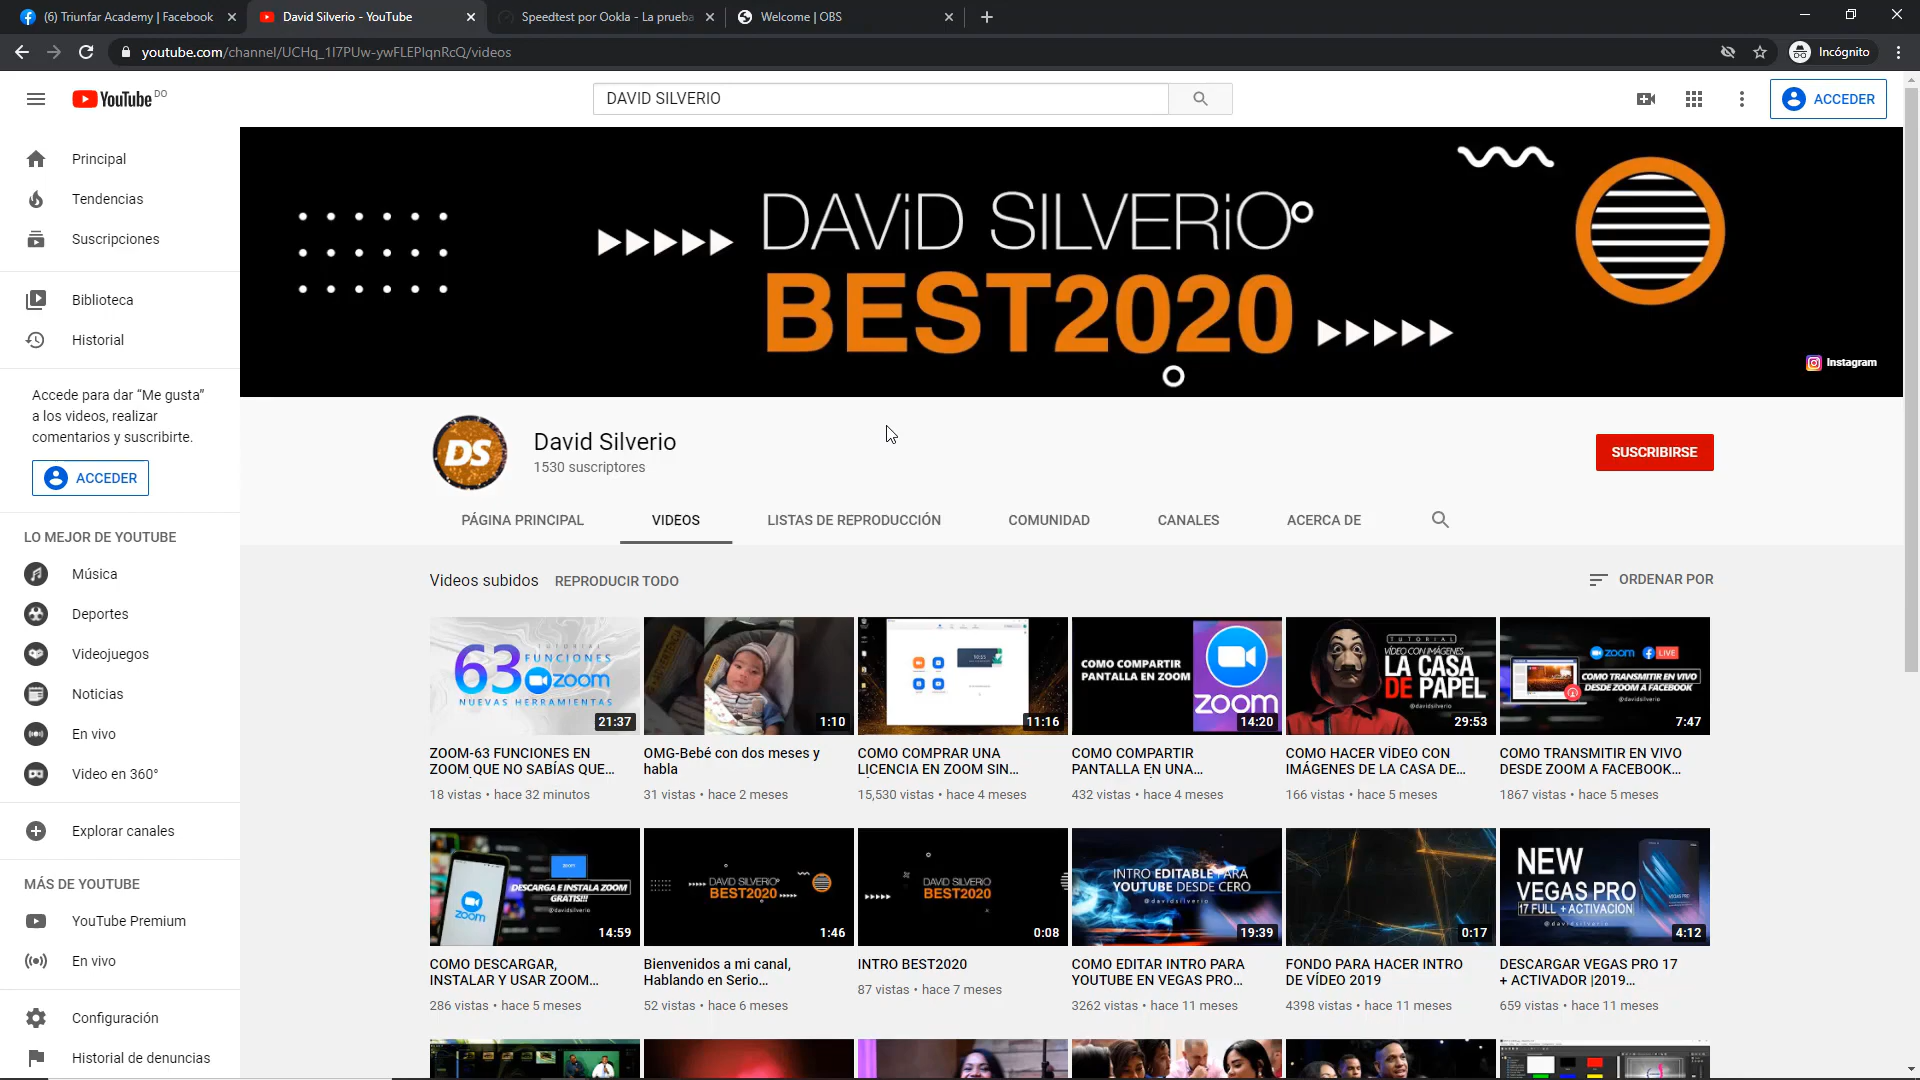 (6) Triunfar Academy | Facebook
David Silverio - YouTube
Speedtest por Ookla - La prueba
Welcome | OBS
youtube.com/channel/UCHq_1I7PUw-ywFLEPIqnRcQ/videos
Incógnito
YouTube DO
DAVID SILVERIO
ACCEDER
Principal
Tendencias
Suscripciones
Biblioteca
Historial
Accede para dar “Me gusta”
a los videos, realizar
comentarios y suscribirte.
ACCEDER
LO MEJOR DE YOUTUBE
Música
Deportes
Videojuegos
Noticias
En vivo
Video en 360°
Explorar canales
MÁS DE YOUTUBE
YouTube Premium
En vivo
Configuración
Historial de denuncias
DAViD SILVERiO
BEST2020
Instagram
DS
David Silverio
1530 suscriptores
SUSCRIBIRSE
PÁGINA PRINCIPAL
VIDEOS
LISTAS DE REPRODUCCIÓN
COMUNIDAD
CANALES
ACERCA DE
Videos subidos
REPRODUCIR TODO
ORDENAR POR
TUTORIAL
63 FUNCIONES
zoom
NUEVAS HERRAMIENTAS
21:37
ZOOM-63 FUNCIONES EN
ZOOM QUE NO SABÍAS QUE...
18 vistas • hace 32 minutos
1:10
OMG-Bebé con dos meses y
habla
31 vistas • hace 2 meses
11:16
COMO COMPRAR UNA
LICENCIA EN ZOOM SIN...
15,530 vistas • hace 4 meses
COMO COMPARTIR
PANTALLA EN ZOOM
zoom
14:20
COMO COMPARTIR
PANTALLA EN UNA...
432 vistas • hace 4 meses
TUTORIAL
VÍDEO CON IMÁGENES
LA CASA
DE PAPEL
@davidsilverio
29:53
COMO HACER VÍDEO CON
IMÁGENES DE LA CASA DE...
166 vistas • hace 5 meses
zoom
LIVE
COMO TRANSMITIR EN VIVO
DESDE ZOOM A FACEBOOK
@davidsilverio
7:47
COMO TRANSMITIR EN VIVO
DESDE ZOOM A FACEBOOK...
1867 vistas • hace 5 meses
zoom
zoom
DESCARGA E INSTALA ZOOM
GRATIS!!!
@davidsilverio
14:59
COMO DESCARGAR,
INSTALAR Y USAR ZOOM...
286 vistas • hace 5 meses
DAViD SILVERiO
BEST2020
1:46
Bienvenidos a mi canal,
Hablando en Serio...
52 vistas • hace 6 meses
DAViD SILVERiO
BEST2020
0:08
INTRO BEST2020
87 vistas • hace 7 meses
INTRO EDITABLE PARA
YOUTUBE DESDE CERO
@davidsilverio
19:39
COMO EDITAR INTRO PARA
YOUTUBE EN VEGAS PRO...
3262 vistas • hace 11 meses
0:17
FONDO PARA HACER INTRO
DE VÍDEO 2019
4398 vistas • hace 11 meses
NEW
VEGAS PRO
17 FULL + ACTIVACIÓN
@davidsilverio
4:12
DESCARGAR VEGAS PRO 17
+ ACTIVADOR |2019...
659 vistas • hace 11 meses